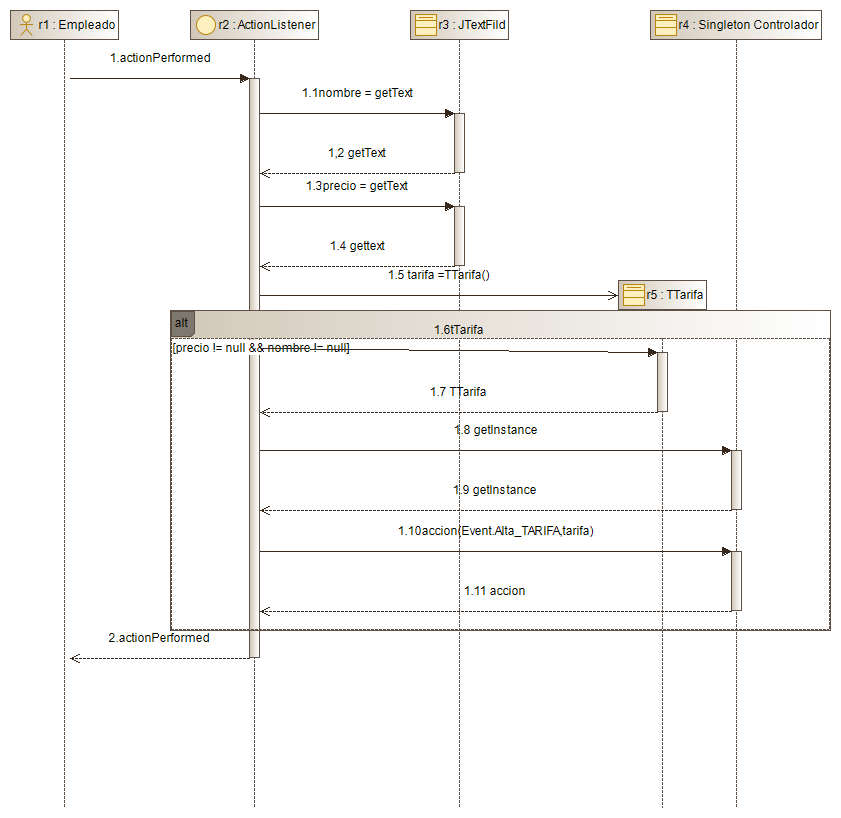 r1 : Empleado
r2 : ActionListener
r3 : JTextFild
r4 : Singleton Controlador
1.actionPerformed
1.1nombre = getText
1,2 getText
1.3precio = getText
1.4 gettext
1.5 tarifa =TTarifa()
r5 : TTarifa
alt
1.6tTarifa
[precio != null && nombre != null]
1.7 TTarifa
1.8 getInstance
1.9 getInstance
1.10accion(Event.Alta_TARIFA,tarifa)
1.11 accion
2.actionPerformed